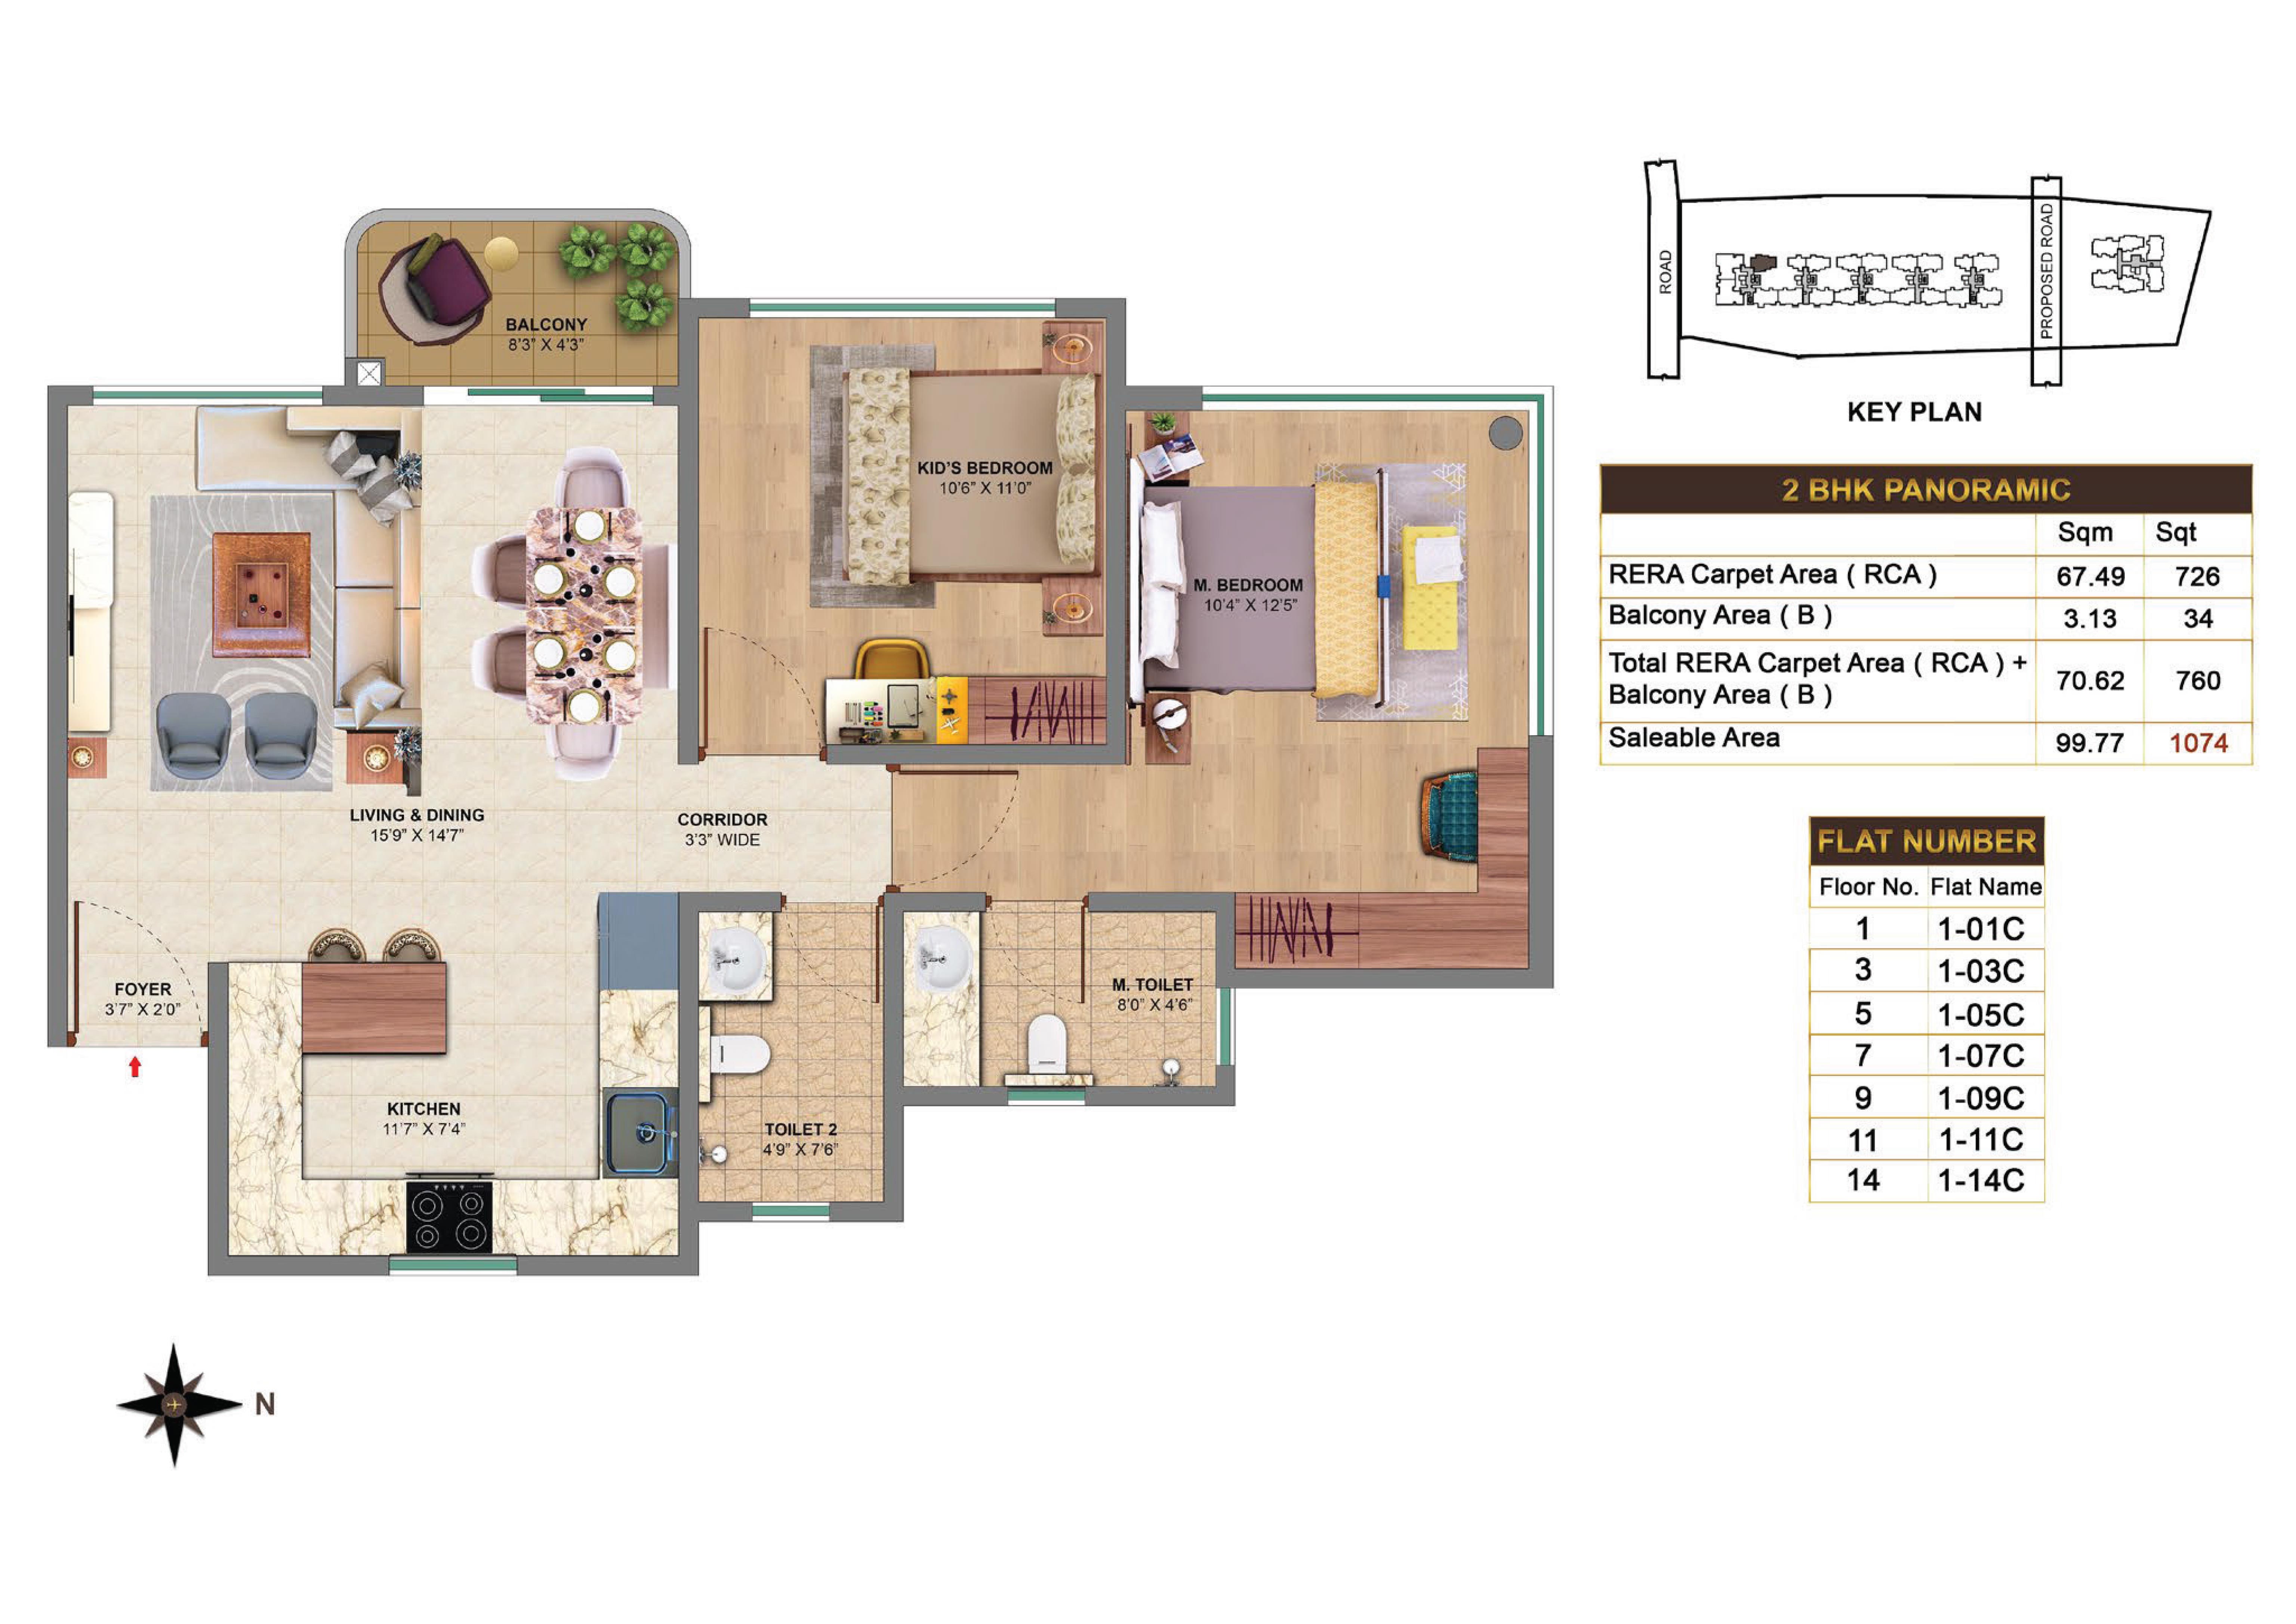 BALCONY
8'3" X 4'3"
KID'S BEDROOM
10'6" X 11'0"
M. BEDROOM
10'4" X 12'5"
LIVING & DINING
15'9" X 14'7"
CORRIDOR
3'3" WIDE
FOYER
3'7" X 2'0"
M. TOILET
8'0" X 4'6"
KITCHEN
11'7" X 7'4"
TOILET 2
4'9" X 7'6"
N
ROAD
PROPOSED ROAD
KEY PLAN
2 BHK PANORAMIC
Sqm Sqt
RERA Carpet Area ( RCA ) 67.49 726
Balcony Area ( B ) 3.13 34
Total RERA Carpet Area ( RCA ) +
Balcony Area ( B ) 70.62 760
Saleable Area 99.77 1074
FLAT NUMBER
Floor No. Flat Name
1 1-01C
3 1-03C
5 1-05C
7 1-07C
9 1-09C
11 1-11C
14 1-14C